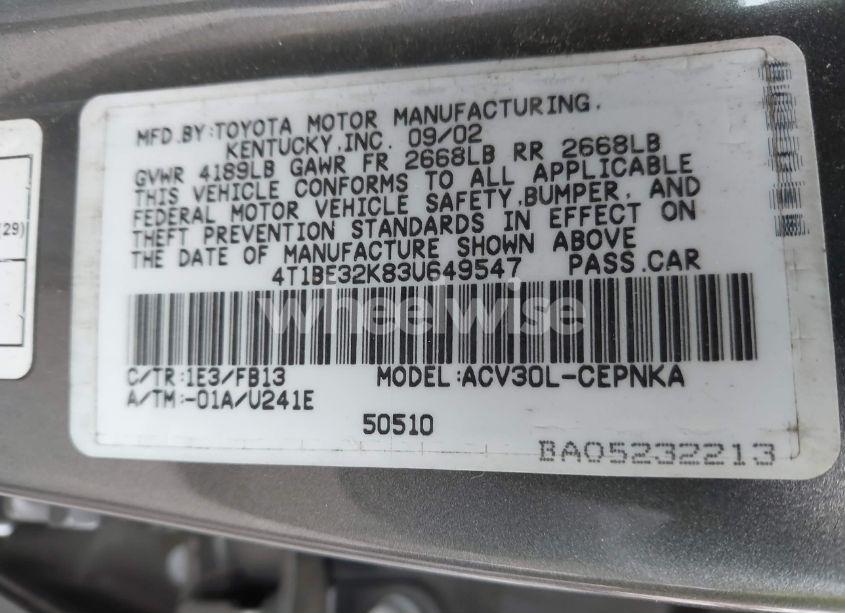 MFD.BY:TOYOTA MOTOR MANUFACTURING.
KENTUCKY,INC. 09/02
GVWR 4189LB GAWR FR 2668LB RR 2668LB
THIS VEHICLE CONFORMS TO ALL APPLICABLE
FEDERAL MOTOR VEHICLE SAFETY,BUMPER, AND
THEFT PREVENTION STANDARDS IN EFFECT ON
THE DATE OF MANUFACTURE SHOWN ABOVE
4T1BE32K83U649547 PASS.CAR
wheelwise
C/TR:1E3/FB13 MODEL:ACV30L-CEPNKA
A/TM:-01A/U241E
50510
BA05232213
(29)